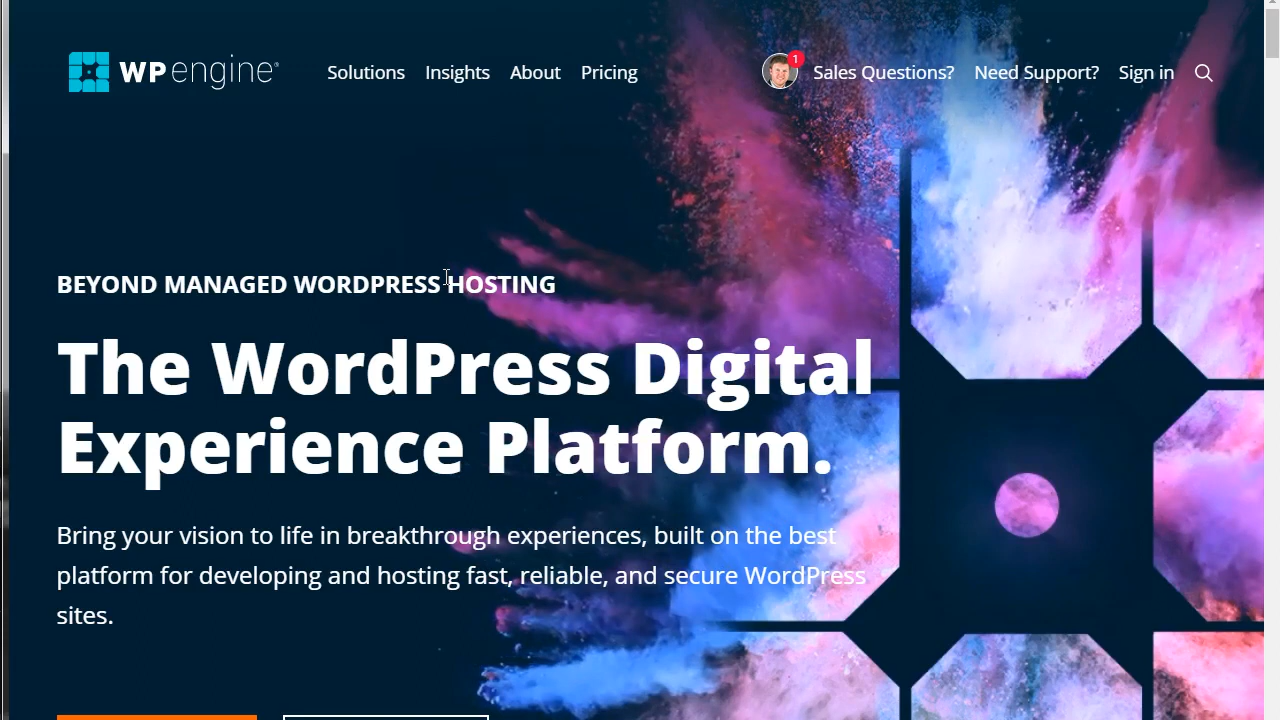 WP engine®
Solutions Insights About Pricing
1
Sales Questions? Need Support? Sign in
BEYOND MANAGED WORDPRESS HOSTING
The WordPress Digital
Experience Platform.
Bring your vision to life in breakthrough experiences, built on the best
platform for developing and hosting fast, reliable, and secure WordPress
sites.